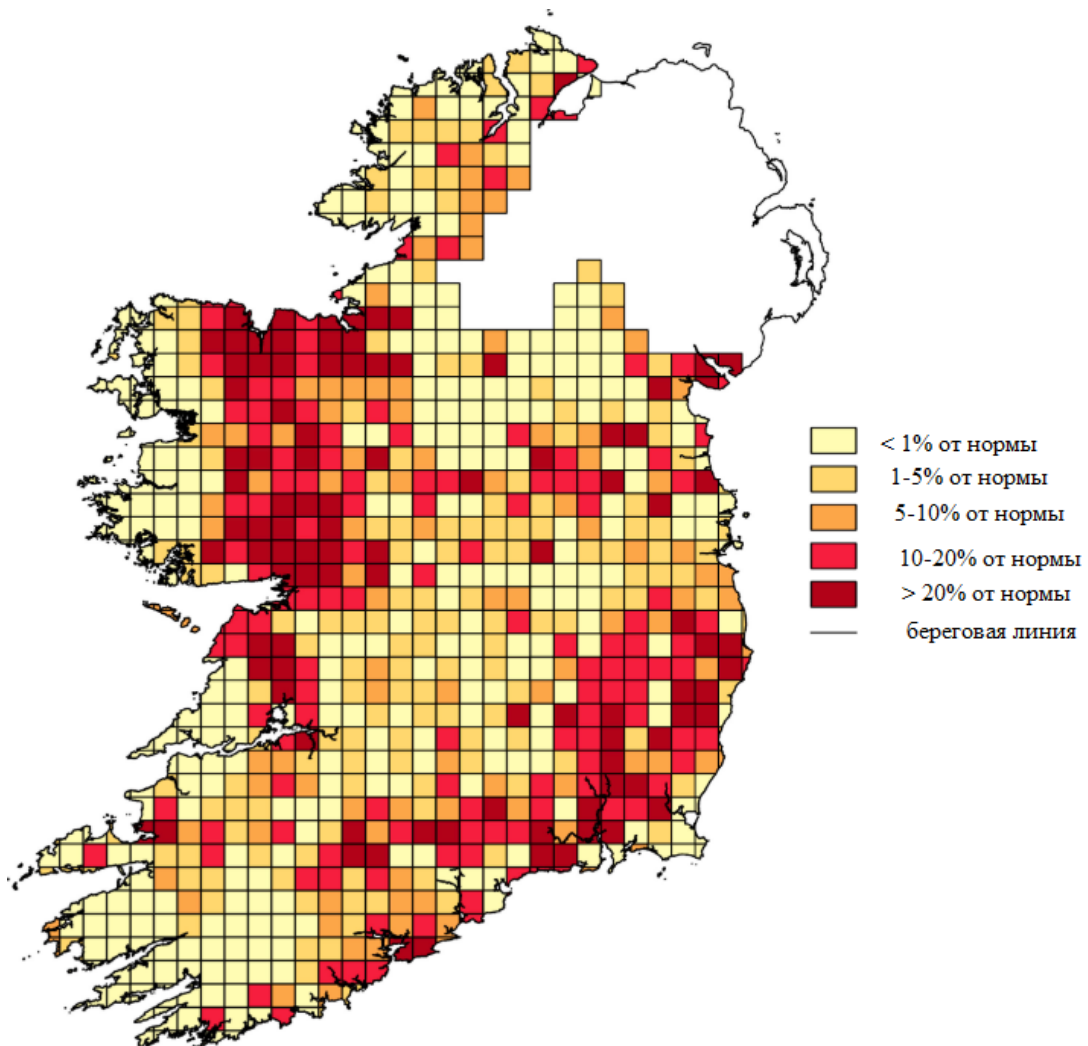 < 1% от нормы
1-5% от нормы
5-10% от нормы
10-20% от нормы
> 20% от нормы
береговая линия